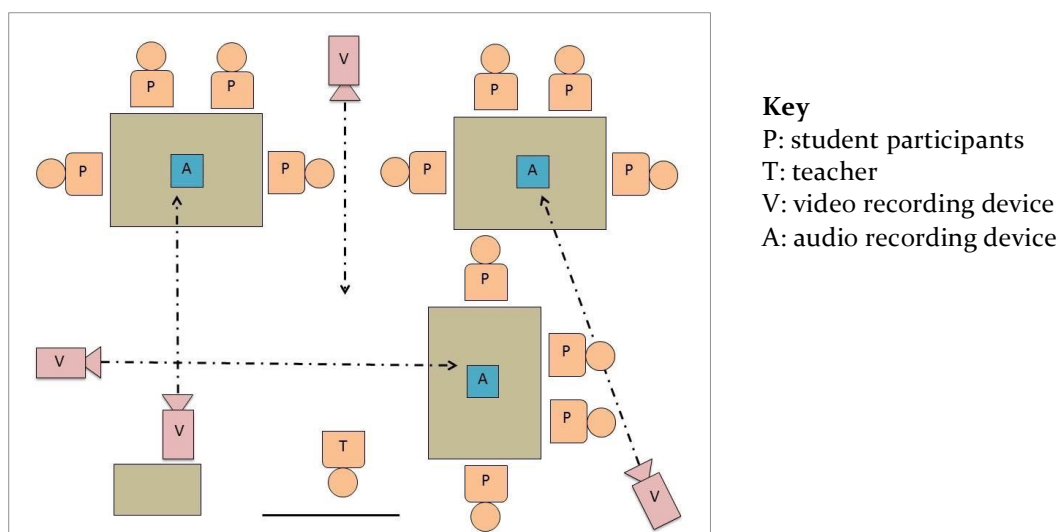 V
P
P
P
P
P
P
A
P
P
P
A
P
P
A
P
P
V
V
T
P
V
Key
P: student participants
T: teacher
V: video recording device
A: audio recording device